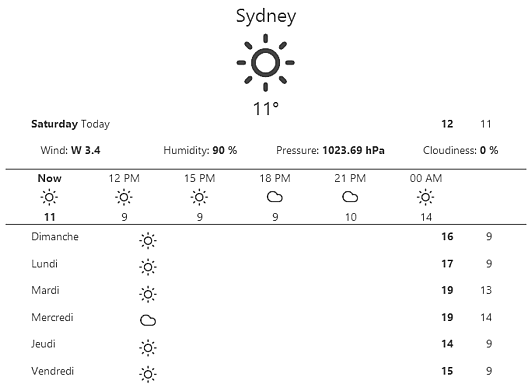 Sydney
11°
Saturday Today 12 11
Wind: W 3.4 Humidity: 90 % Pressure: 1023.69 hPa Cloudiness: 0 %
Now 12 PM 15 PM 18 PM 21 PM 00 AM
11 9 9 9 10 14
Dimanche 16 9
Lundi 17 9
Mardi 19 13
Mercredi 19 14
Jeudi 14 9
Vendredi 15 9